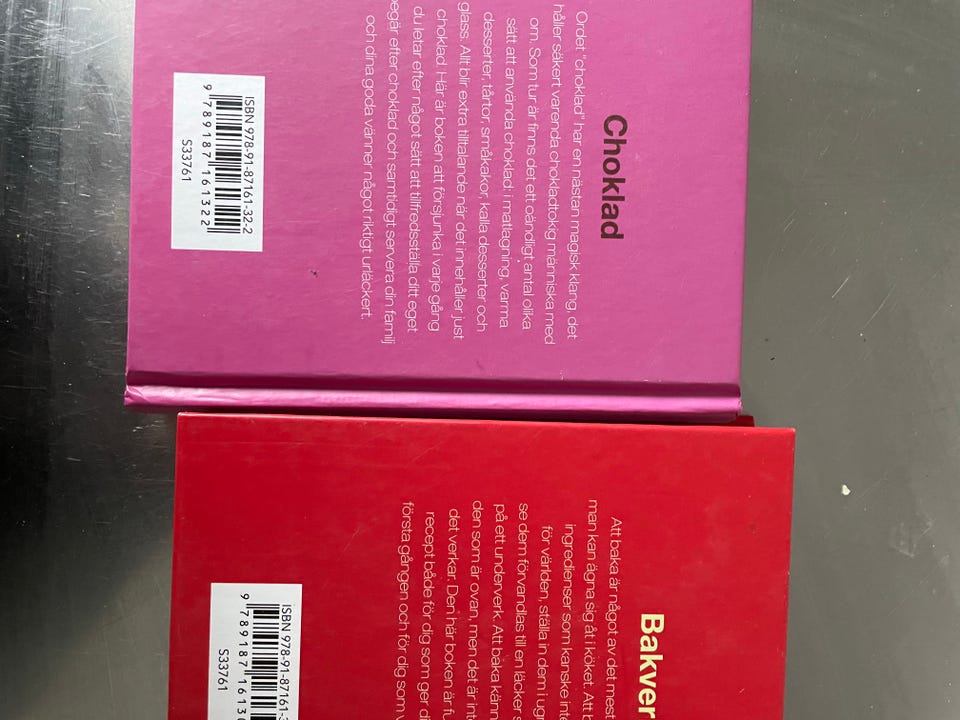 Choklad
Ordet "choklad" har en nästan magisk klang, det
håller säkert varenda chokladtokig människa med
om. Som tur är finns det ett oändligt antal olika
sätt att använda choklad: i matlagning, varma
desserter, tårtor, småkakor, kalla desserter och
glass. Allt blir extra tilltalande när det innehåller just
choklad. Här är boken att försjunka i varje gång
du letar efter något sätt att tillfredsställa ditt eget
begär efter choklad och samtidigt servera din familj
och dina goda vänner något riktigt urläckert.
ISBN 978-91-87161-32-2
9 789187 161322
S33761
Bakver
Att baka är något av det mest
man kan ägna sig åt i köket. Att b
ingredienser som kanske inte
för världen, ställa in dem i ugn
se dem förvandlas till en läcker s
på ett underverk. Att baka känn
den som är ovan, men det är inte
det verkar. Den här boken är fu
recept både för dig som ger di
första gången och för dig som v
ISBN 978-91-87161-3
9 789187 1613
S33761